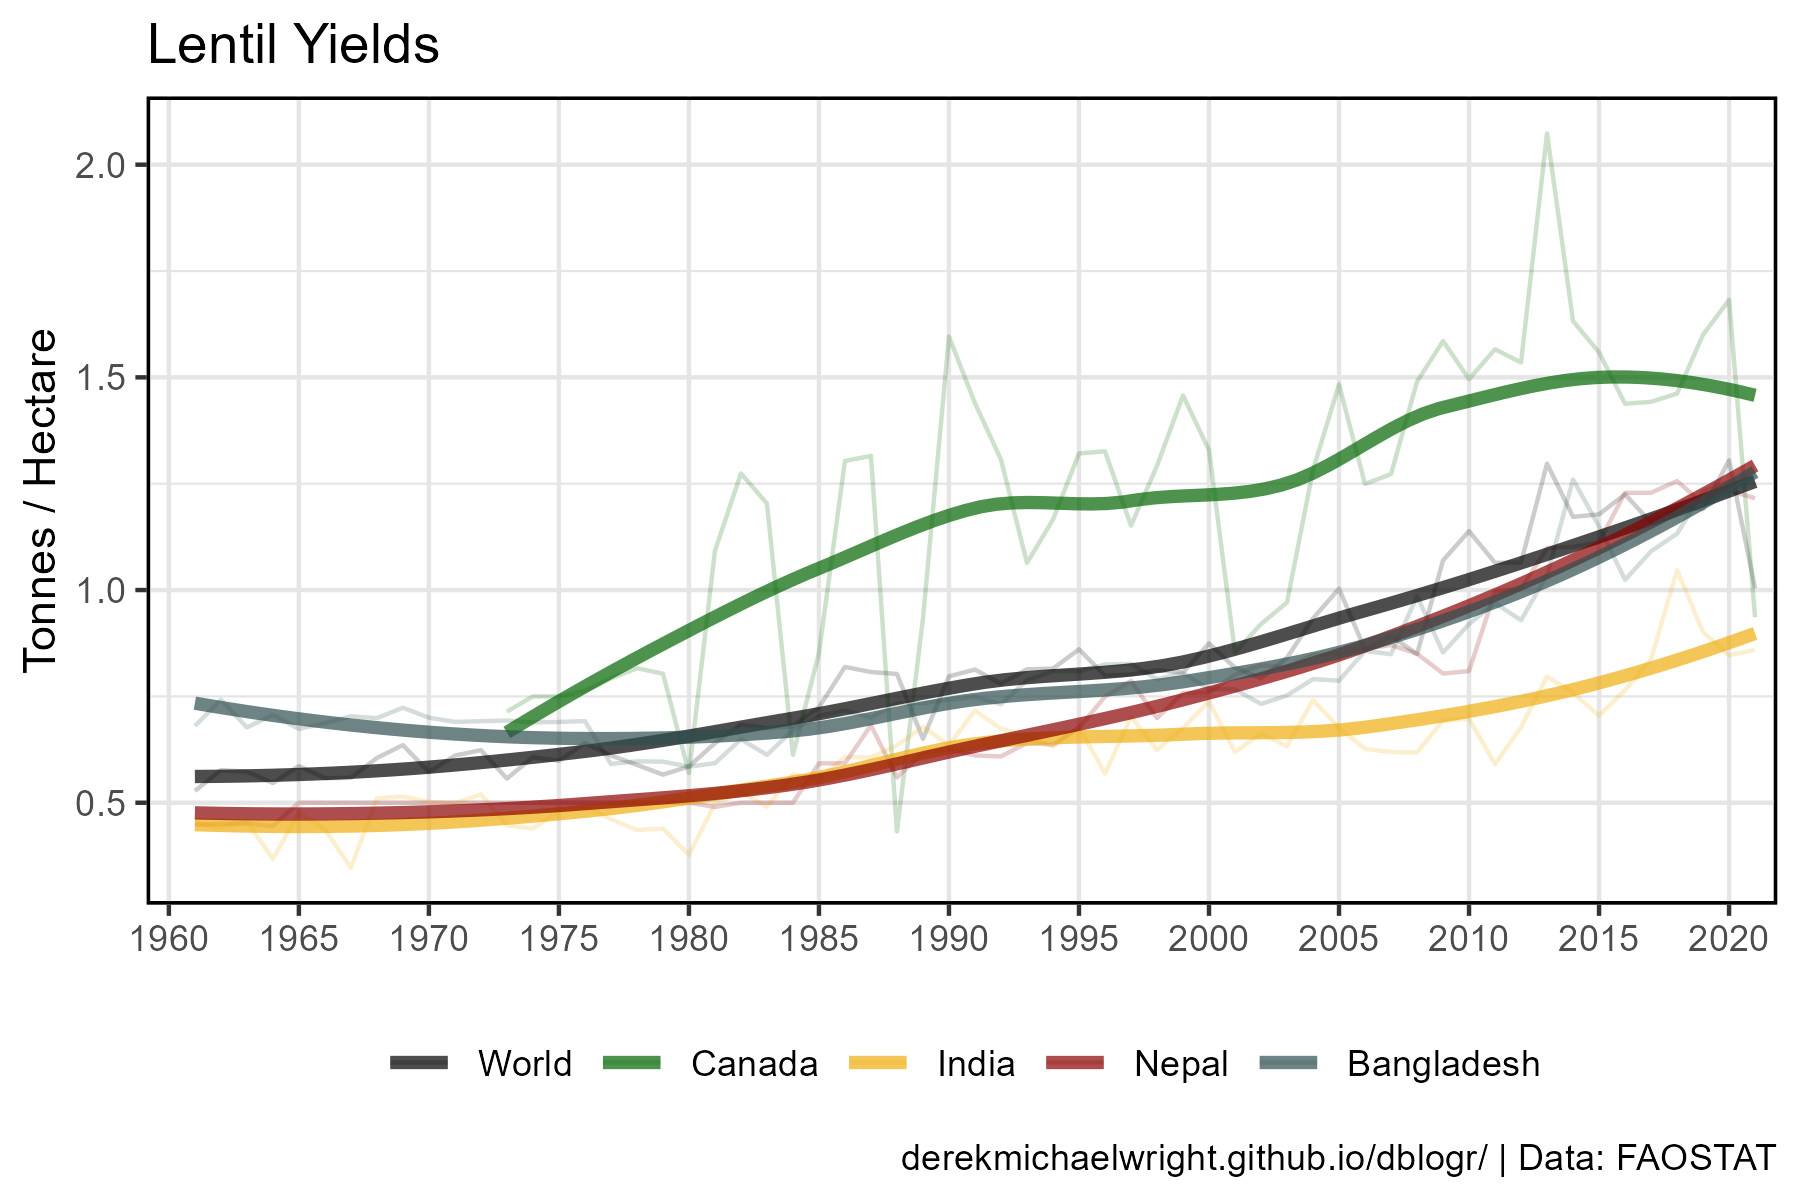 Lentil Yields
Tonnes / Hectare
2.0
1.5
1.0
0.5
1960 1965 1970 1975 1980 1985 1990 1995 2000 2005 2010 2015 2020
World Canada India Nepal Bangladesh
derekmichaelwright.github.io/dblogr/ | Data: FAOSTAT